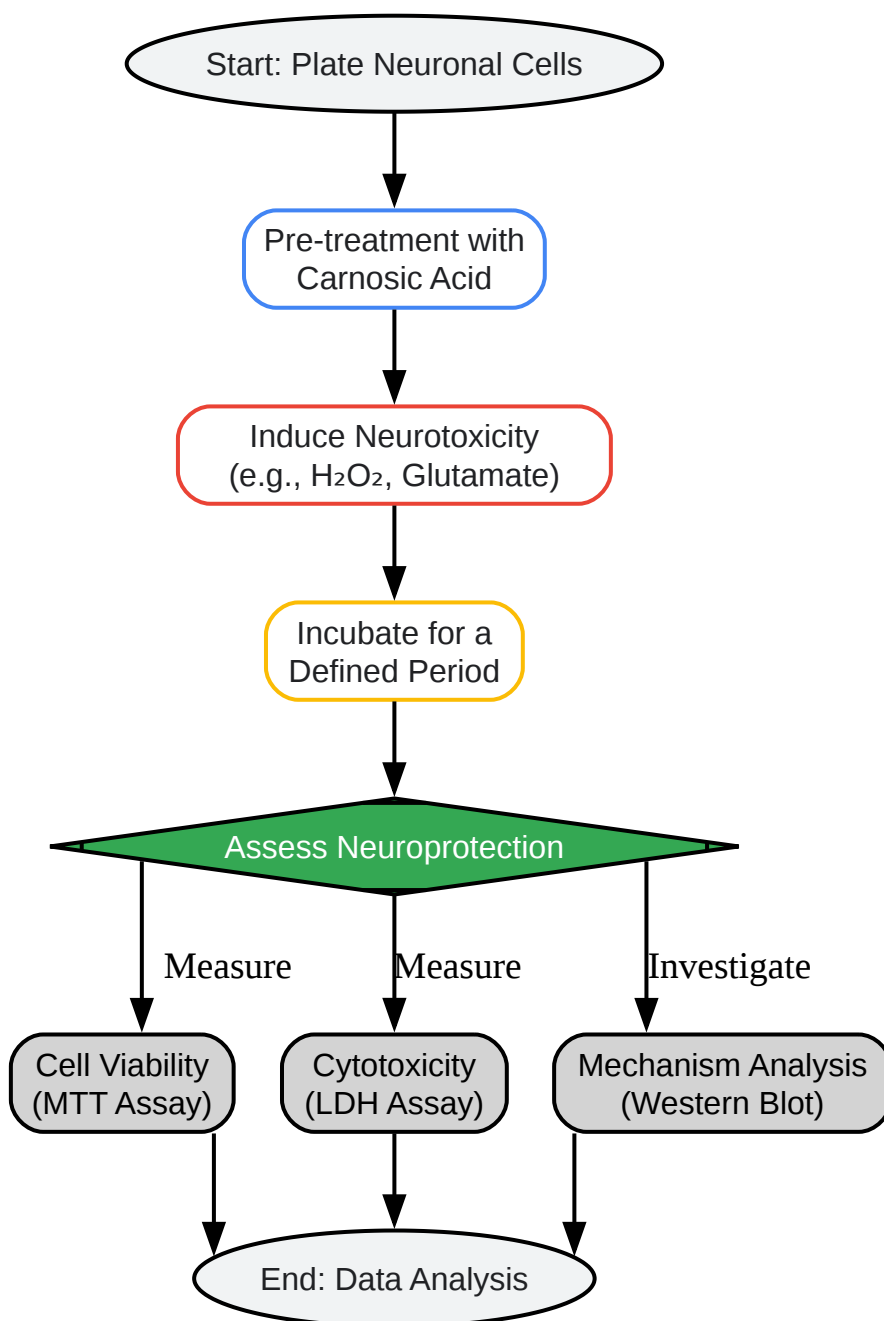 Start: Plate Neuronal Cells
Pre-treatment with
Carnosic Acid
Induce Neurotoxicity
(e.g., H₂O₂, Glutamate)
Incubate for a
Defined Period
Assess Neuroprotection
Measure
Measure
Investigate
Cell Viability
(MTT Assay)
Cytotoxicity
(LDH Assay)
Mechanism Analysis
(Western Blot)
End: Data Analysis